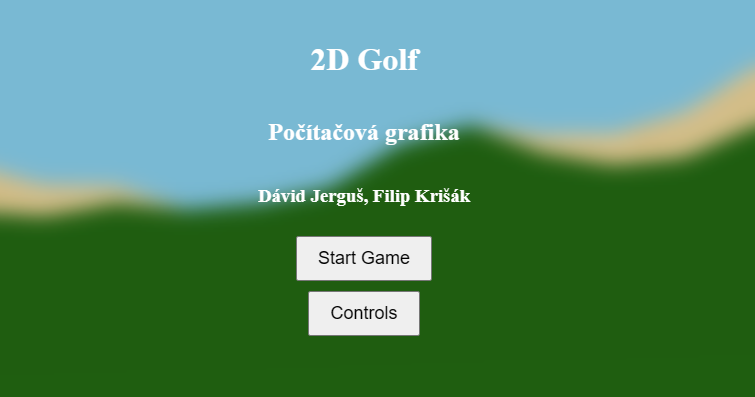 2D Golf
Počítačová grafika
Dávid Jerguš, Filip Krišák
Start Game
Controls